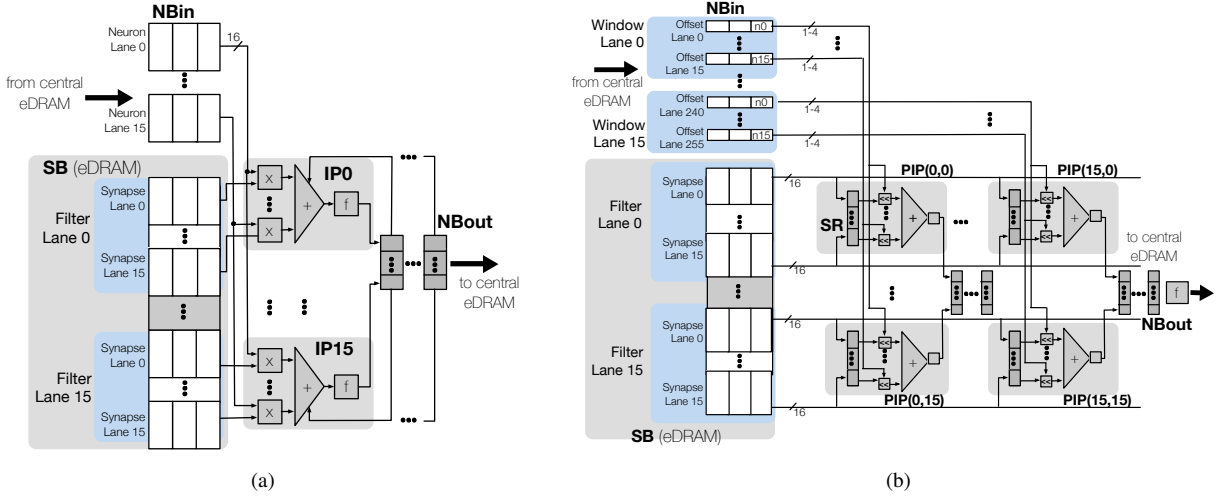 NBin
Neuron
Lane 0
16
from central
eDRAM
Neuron
Lane 15
SB (eDRAM)
IP0
Synapse
Lane 0
x
+
f
Filter
Lane 0
x
Synapse
Lane 15
NBout
to central
eDRAM
IP15
Synapse
Lane 0
x
+
f
Filter
Lane 15
x
Synapse
Lane 15
(a)
NBin
Window
Lane 0
Offset
Lane 0
n0
1-4
Offset
Lane 15
n15
1-4
from central
eDRAM
Offset
Lane 240
n0
1-4
Window
Lane 15
Offset
Lane 255
n15
1-4
PIP(0,0)
PIP(15,0)
Synapse
Lane 0
16
<<
+
<<
+
Filter
Lane 0
SR
<<
<<
Synapse
Lane 15
16
to central
eDRAM
f
NBout
Synapse
Lane 0
16
<<
+
<<
+
Filter
Lane 15
<<
<<
Synapse
Lane 15
16
PIP(0,15)
PIP(15,15)
SB (eDRAM)
(b)